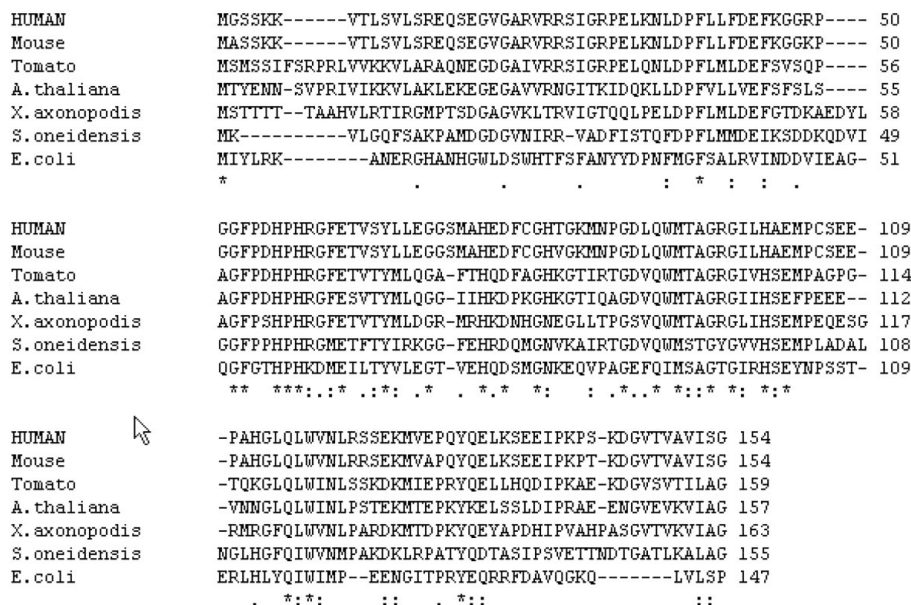 HUMAN MGSSKK------VTLSVLSREQSEGVGARVRRSIGRPELKNLDPFLLFDEFKGGRP---- 50
Mouse MASSKK------VTLSVLSREQSEGVGARVRRSIGRPELKNLDPFLLFDEFKGGKP---- 50
Tomato MSMSSIFSRPRLVVKKVLARAQNEGDGAIVRRSIGRPELQNLDPFLMLDEFSVSQP---- 56
A.thaliana MTYENN-SVPRIVIKKVLAKLEKEGEGAVVRNGITKIDQKLLDPFVLLVEFSFSLS---- 55
X.axonopodis MSTTTT--TAAHVLRTIRGMPTSDGAGVKLTRVIGTQQLPELDPFLMLDEFGTDKAEDYL 58
S.oneidensis MK----------VLGQFSAKPAMDGDGVNIRR-VADFISTQFDPFLMMDEIKSDDKQDVI 49
E.coli MIYLRK--------ANERGHANHGWLDSWHTFSFANYYDPNFMGFSALRVINDDVIEAG- 51
* . . . : * : : .
HUMAN GGFPDHPHRGFETVSYLLEGGSMAHEDFCGHTGKMNPGDLQWMTAGRGILHAEMPCSEE- 109
Mouse GGFPDHPHRGFETVSYLLEGGSMAHEDFCGHVGKMNPGDLQWMTAGRGILHAEMPCSEE- 109
Tomato AGFPDHPHRGFETVTYMLQGA-FTHQDFAGHKGTIRTGDVQWMTAGRGIVHSEMPAGPG- 114
A.thaliana AGFPDHPHRGFESVTYMLQGG-IIHKDPKGHKGTIQAGDVQWMTAGRGIIHSEFPEEE-- 112
X.axonopodis AGFPSHPHRGFETVTYMLDGR-MRHKDNHGNEGLLTPGSVQWMTAGRGLIHSEMPEQESG 117
S.oneidensis GGFPPHPHRGMETFTYIRKGG-FEHRDQMGNVKAIRTGDVQWMSTGYGVVHSEMPLADAL 108
E.coli QGFGTHPHKDMEILTYVLEGT-VEHQDSMGNKEQVPAGEFQIMSAGTGIRHSEYNPSST- 109
** ***:.:* .:*: .* . *.* *: : .*..* *::* *: *:*
HUMAN -PAHGLQLWVNLRSSEKMVEPQYQELKSEEIPKPS-KDGVTVAVISG 154
Mouse -PAHGLQLWVNLRRSEKMVAPQYQELKSEEIPKPT-KDGVTVAVISG 154
Tomato -TQKGLQLWINLSSKDKMIEPRYQELLHQDIPKAE-KDGVSVTILAG 159
A.thaliana -VNNGLQLWINLPSTEKMTEPKYKELSSLDIPRAE-ENGVEVKVIAG 157
X.axonopodis -RMRGFQLWVNLPARDKMTDPKYQEYAPDHIPVAHPASGVTVKVIAG 163
S.oneidensis NGLHGFQIWVNMPAKDKLRPATYQDTASIPSVETTNDTGATLKALAG 155
E.coli ERLHLYQIWIMP--EENGITPRYEQRRFDAVQGKQ-------LVLSP 147
. *:*: :: . *:: ::